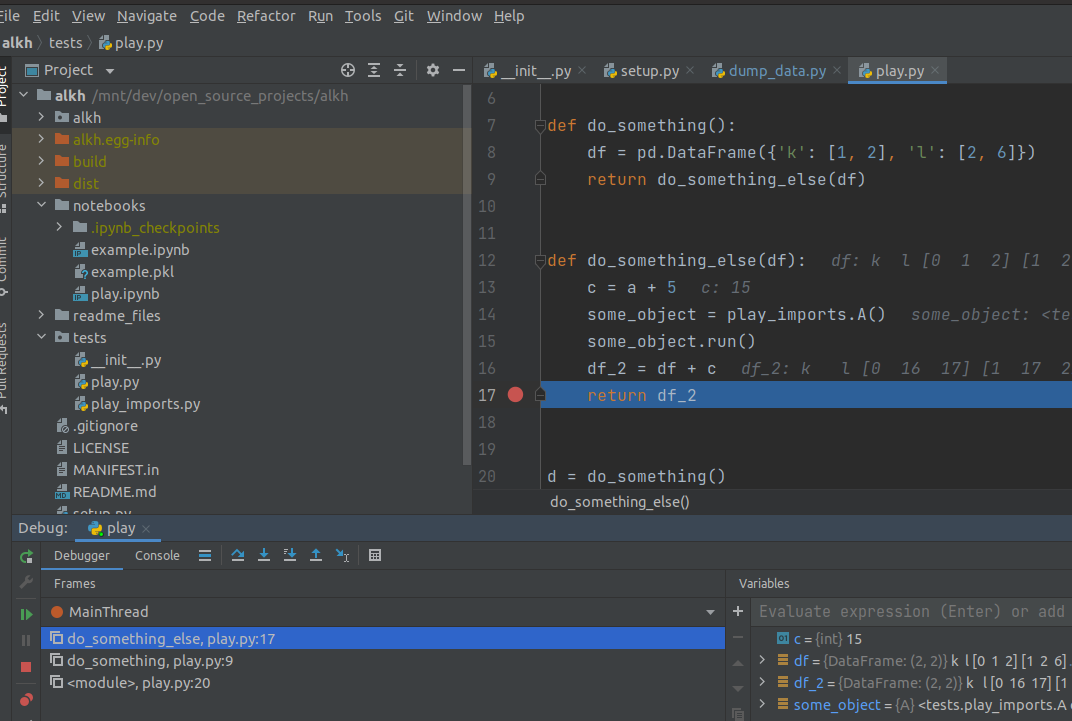 File Edit View Navigate Code Refactor Run Tools Git Window Help
alkh tests play.py
Project
Project
__init__.py setup.py dump_data.py play.py
alkh /mnt/dev/open_source_projects/alkh
alkh
alkh.egg-info
build
dist
notebooks
.ipynb_checkpoints
example.ipynb
example.pkl
play.ipynb
readme_files
tests
__init__.py
play.py
play_imports.py
.gitignore
LICENSE
MANIFEST.in
README.md
setup.py
Structure
Commit
Pull Requests
6
7 def do_something():
8 df = pd.DataFrame({'k': [1, 2], 'l': [2, 6]})
9 return do_something_else(df)
10
11
12 def do_something_else(df): df: k l [0 1 2] [1 2
13 c = a + 5 c: 15
14 some_object = play_imports.A() some_object: <te
15 some_object.run()
16 df_2 = df + c df_2: k l [0 16 17] [1 17 2
17 return df_2
18
19
20 d = do_something()
do_something_else()
Debug: play
Debugger Console
Frames
MainThread
do_something_else, play.py:17
do_something, play.py:9
<module>, play.py:20
Variables
Evaluate expression (Enter) or add
01 c = {int} 15
df = {DataFrame: (2, 2)} k l [0 1 2] [1 2 6]
df_2 = {DataFrame: (2, 2)} k l [0 16 17] [1
some_object = {A} <tests.play_imports.A